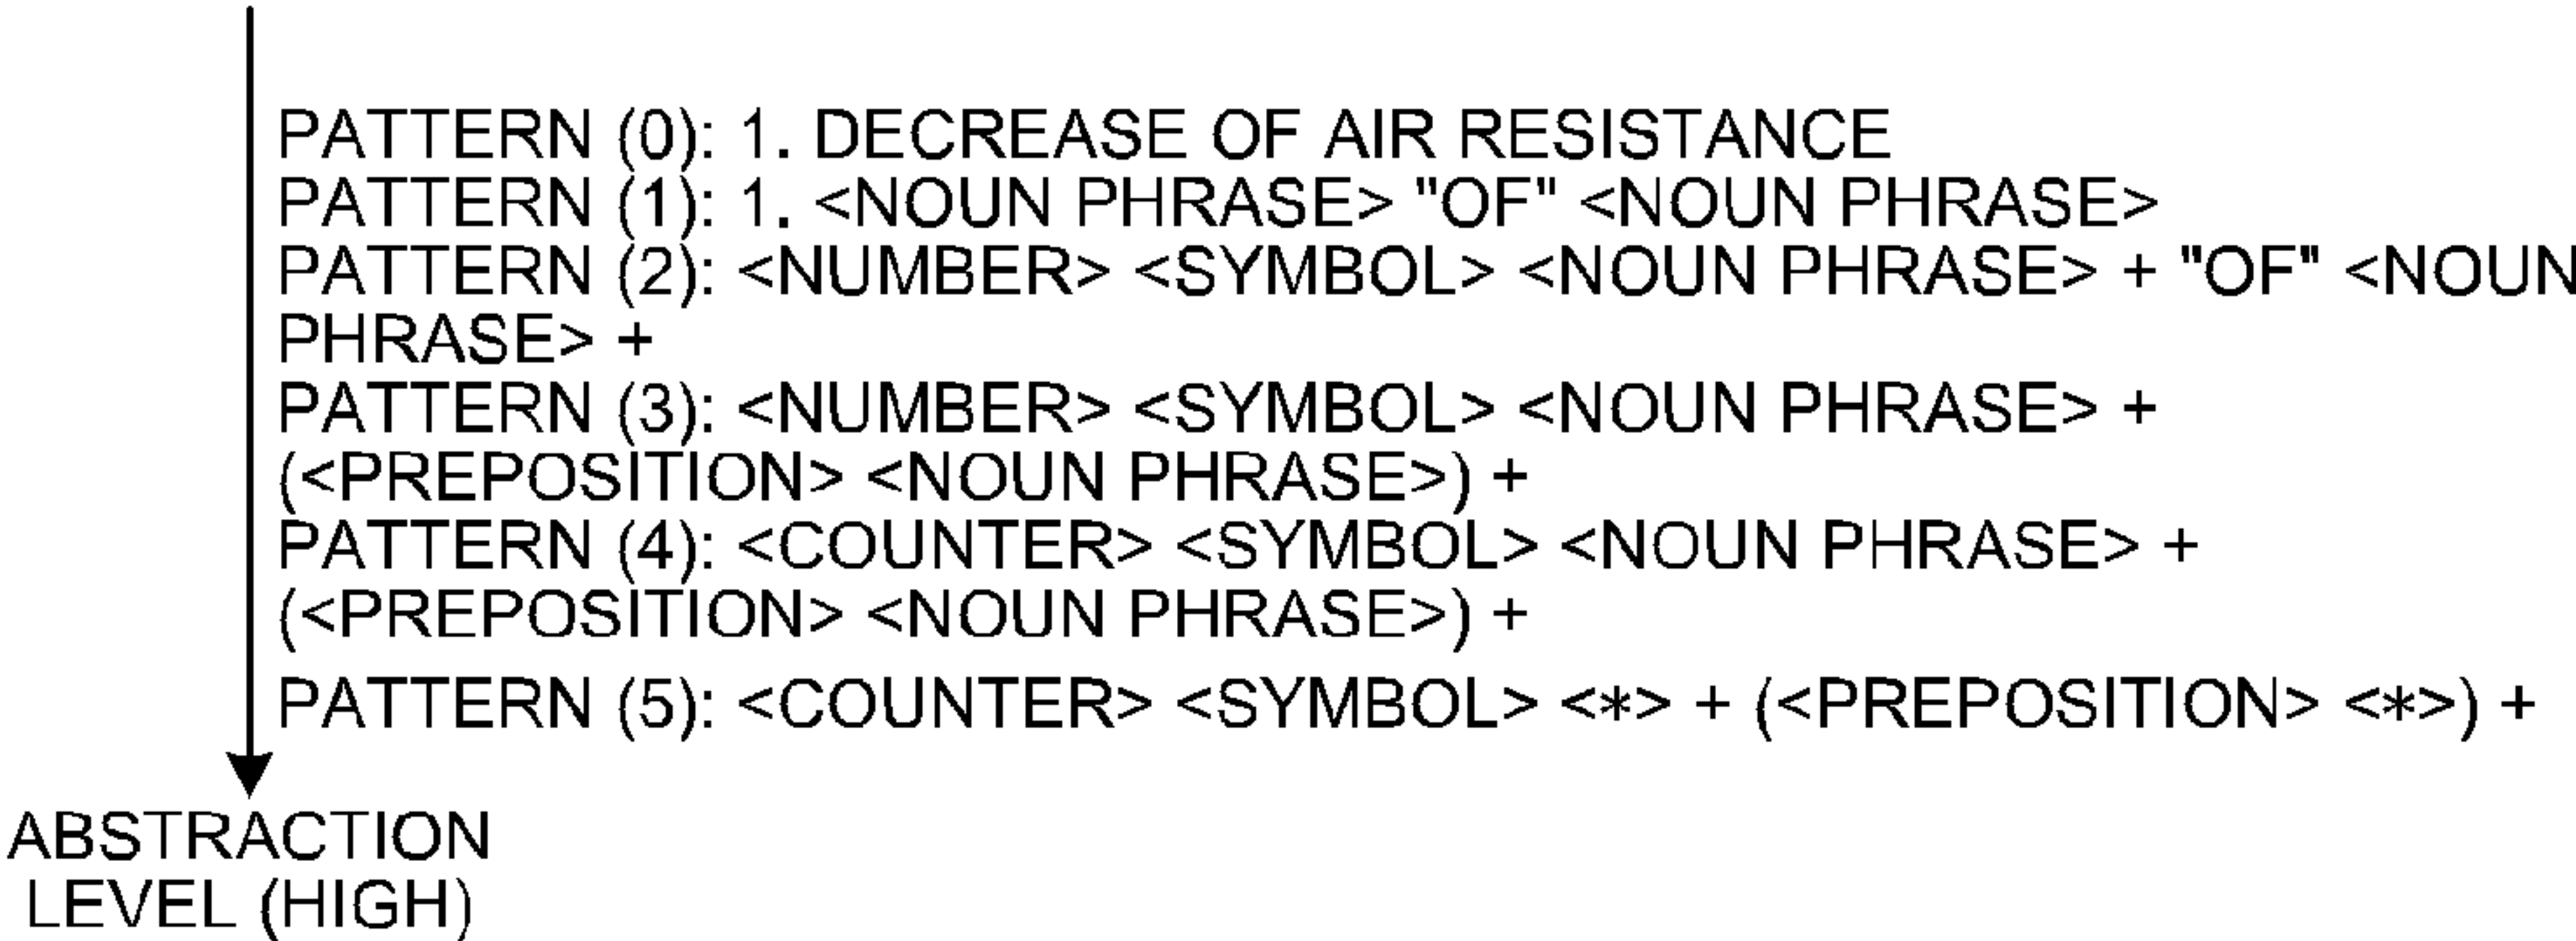 PATTERN (0): 1. DECREASE OF AIR RESISTANCE
PATTERN (1): 1. <NOUN PHRASE> "OF" <NOUN PHRASE>
PATTERN (2): <NUMBER> <SYMBOL> <NOUN PHRASE> + "OF" <NOUN
PHRASE> +
PATTERN (3): <NUMBER> <SYMBOL> <NOUN PHRASE> +
(<PREPOSITION> <NOUN PHRASE>) +
PATTERN (4): <COUNTER> <SYMBOL> <NOUN PHRASE> +
(<PREPOSITION> <NOUN PHRASE>) +
PATTERN (5): <COUNTER> <SYMBOL> <*> + (<PREPOSITION> <*>) +
ABSTRACTION
LEVEL (HIGH)